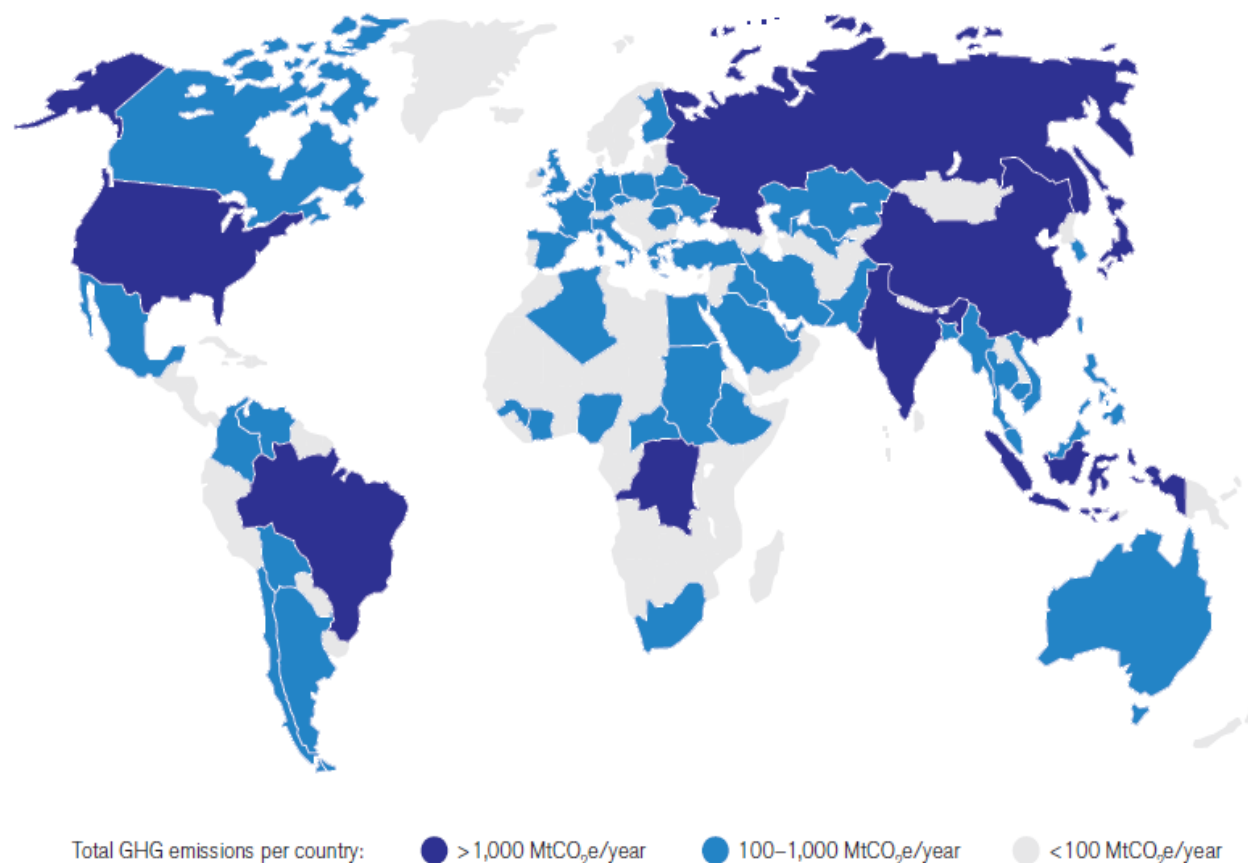 Total GHG emissions per country: >1,000 MtCO₂e/year 100–1,000 MtCO₂e/year <100 MtCO₂e/year